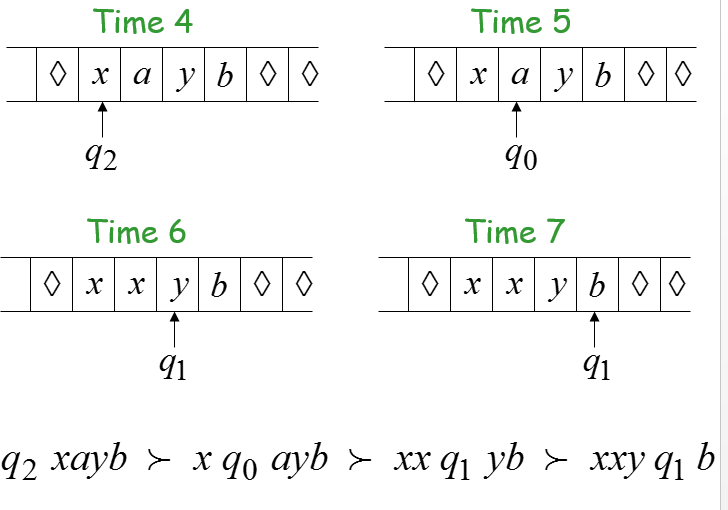 Time 4 Time 5
◊ x a y b ◊ ◊ ◊ x a y b ◊ ◊
q₂ q₀
Time 6 Time 7
◊ x x y b ◊ ◊ ◊ x x y b ◊ ◊
q₁ q₁
q₂ xayb ≻ x q₀ ayb ≻ xx q₁ yb ≻ xxy q₁ b